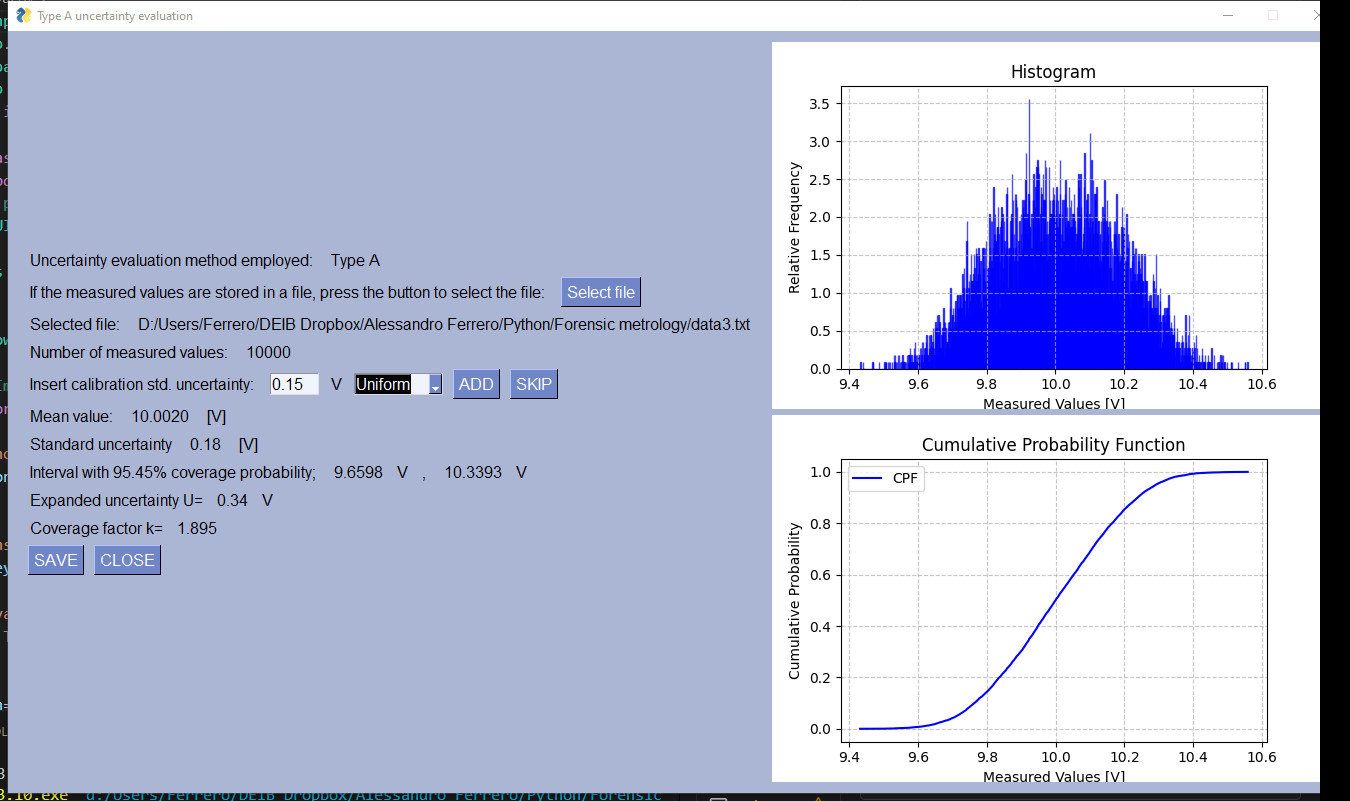 Type A uncertainty evaluation
Uncertainty evaluation method employed: Type A
If the measured values are stored in a file, press the button to select the file: Select file
Selected file: D:/Users/Ferrero/DEIB Dropbox/Alessandro Ferrero/Python/Forensic metrology/data3.txt
Number of measured values: 10000
Insert calibration std. uncertainty: 0.15 V Uniform ADD SKIP
Mean value: 10.0020 [V]
Standard uncertainty 0.18 [V]
Interval with 95.45% coverage probability; 9.6598 V , 10.3393 V
Expanded uncertainty U= 0.34 V
Coverage factor k= 1.895
SAVE CLOSE
Histogram
Relative Frequency
3.5
3.0
2.5
2.0
1.5
1.0
0.5
0.0
9.4 9.6 9.8 10.0 10.2 10.4 10.6
Measured Values [V]
Cumulative Probability Function
CPF
Cumulative Probability
1.0
0.8
0.6
0.4
0.2
0.0
9.4 9.6 9.8 10.0 10.2 10.4 10.6
Measured Values [V]
3.10.exe d:/Users/Ferrero/DEIB Dropbox/Alessandro Ferrero/Python/Forensic